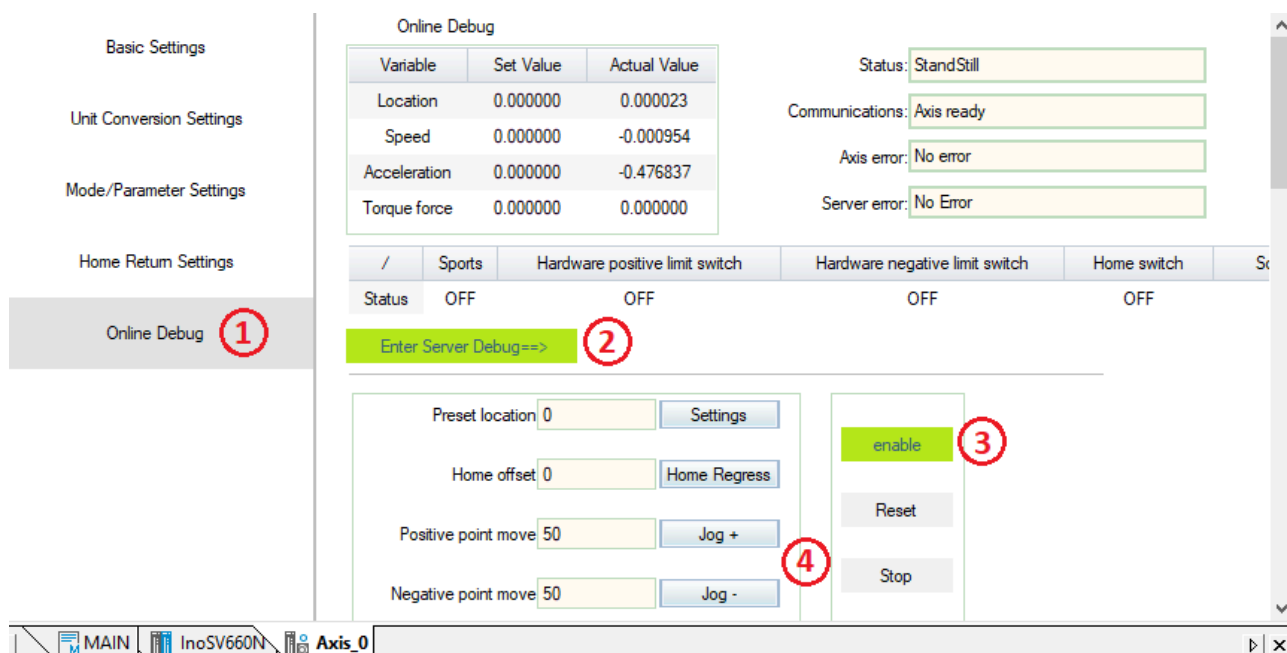 Basic Settings
Unit Conversion Settings
Mode/Parameter Settings
Home Return Settings
Online Debug 1
Online Debug
Variable Set Value Actual Value
Location 0.000000 0.000023
Speed 0.000000 -0.000954
Acceleration 0.000000 -0.476837
Torque force 0.000000 0.000000
Status: StandStill
Communications: Axis ready
Axis error: No error
Server error: No Error
/ Sports Hardware positive limit switch Hardware negative limit switch Home switch
Status OFF OFF OFF OFF
Enter Server Debug==> 2
Preset location 0 Settings
Home offset 0 Home Regress
Positive point move 50 Jog +
Negative point move 50 Jog -
4
enable 3
Reset
Stop
MAIN InoSV660N Axis_0